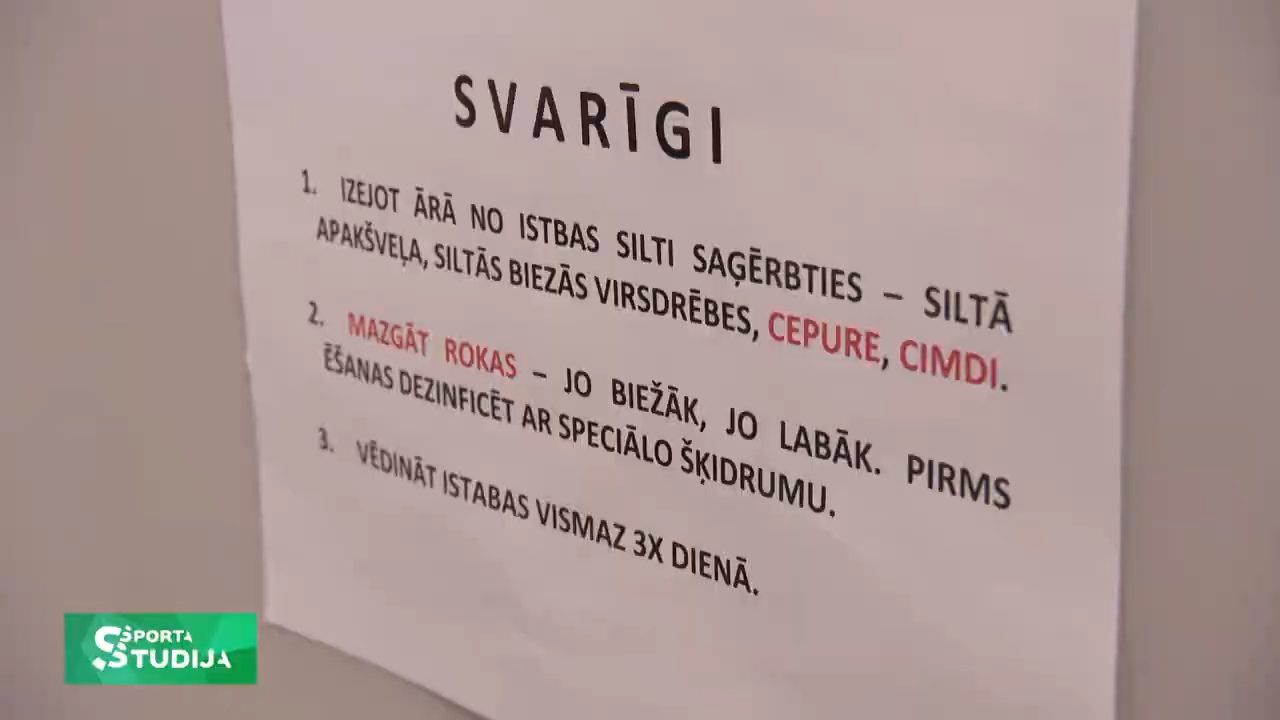 SVARĪGI
1. IZEJOT ĀRĀ NO ISTBAS SILTI SAĢĒRBTIES – SILTĀ
APAKŠVEĻA, SILTĀS BIEZĀS VIRSDRĒBES, CEPURE, CIMDI.
2. MAZGĀT ROKAS – JO BIEŽĀK, JO LABĀK. PIRMS
ĒŠANAS DEZINFICĒT AR SPECIĀLO ŠĶIDRUMU.
3. VĒDINĀT ISTABAS VISMAZ 3X DIENĀ.
SPORTA
STUDIJA